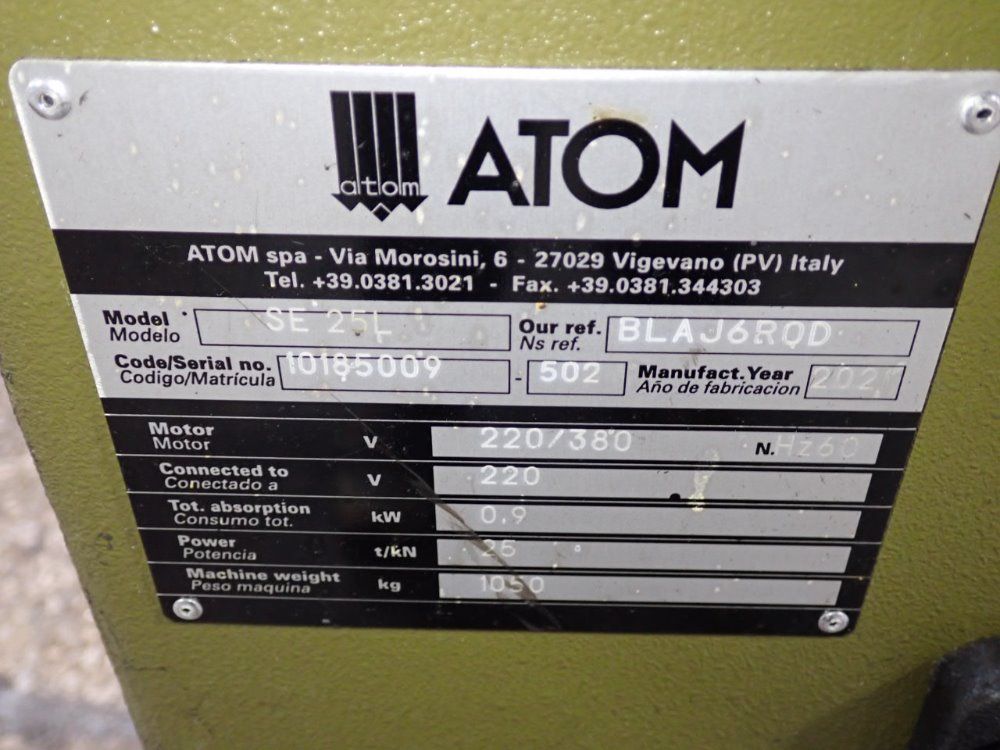 atom ATOM
ATOM spa - Via Morosini, 6 - 27029 Vigevano (PV) Italy
Tel. +39.0381.3021 - Fax. +39.0381.344303
Model SE 25L Our ref. BLAJ6RQD
Modelo Ns ref.
Code/Serial no. 10185009 - 502 Manufact. Year
Codigo/Matrícula Año de fabricacion
Motor V 220/380 N. Hz60
Motor
Connected to V 220
Conectado a
Tot. absorption kW 0,9
Consumo tot.
Power t/kN 25
Potencia
Machine weight kg 1050
Peso maquina